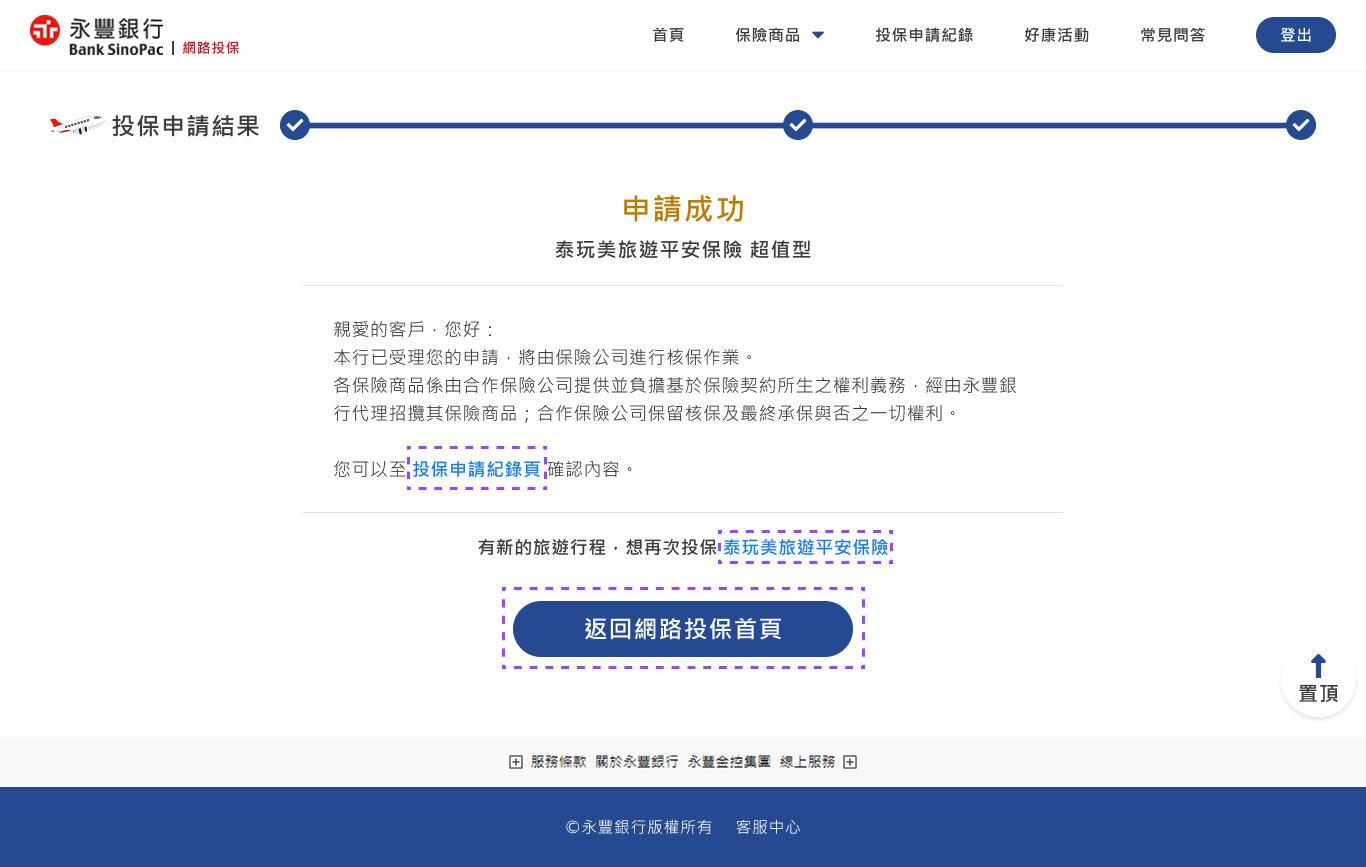 永豐銀行
Bank SinoPac | 網路投保
首頁 保險商品 投保申請紀錄 好康活動 常見問答 登出
投保申請結果
申請成功
泰玩美旅遊平安保險 超值型
親愛的客戶，您好：
本行已受理您的申請，將由保險公司進行核保作業。
各保險商品係由合作保險公司提供並負擔基於保險契約所生之權利義務，經由永豐銀
行代理招攬其保險商品；合作保險公司保留核保及最終承保與否之一切權利。
您可以至投保申請紀錄頁確認內容。
有新的旅遊行程，想再次投保泰玩美旅遊平安保險
返回網路投保首頁
置頂
服務條款 關於永豐銀行 永豐金控集團 線上服務
©永豐銀行版權所有 客服中心